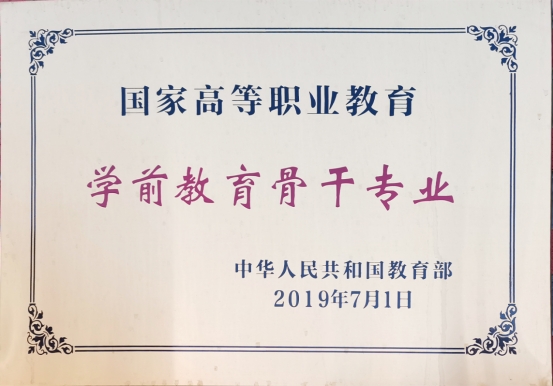 国家高等职业教育
学前教育骨干专业
中华人民共和国教育部
2019年7月1日